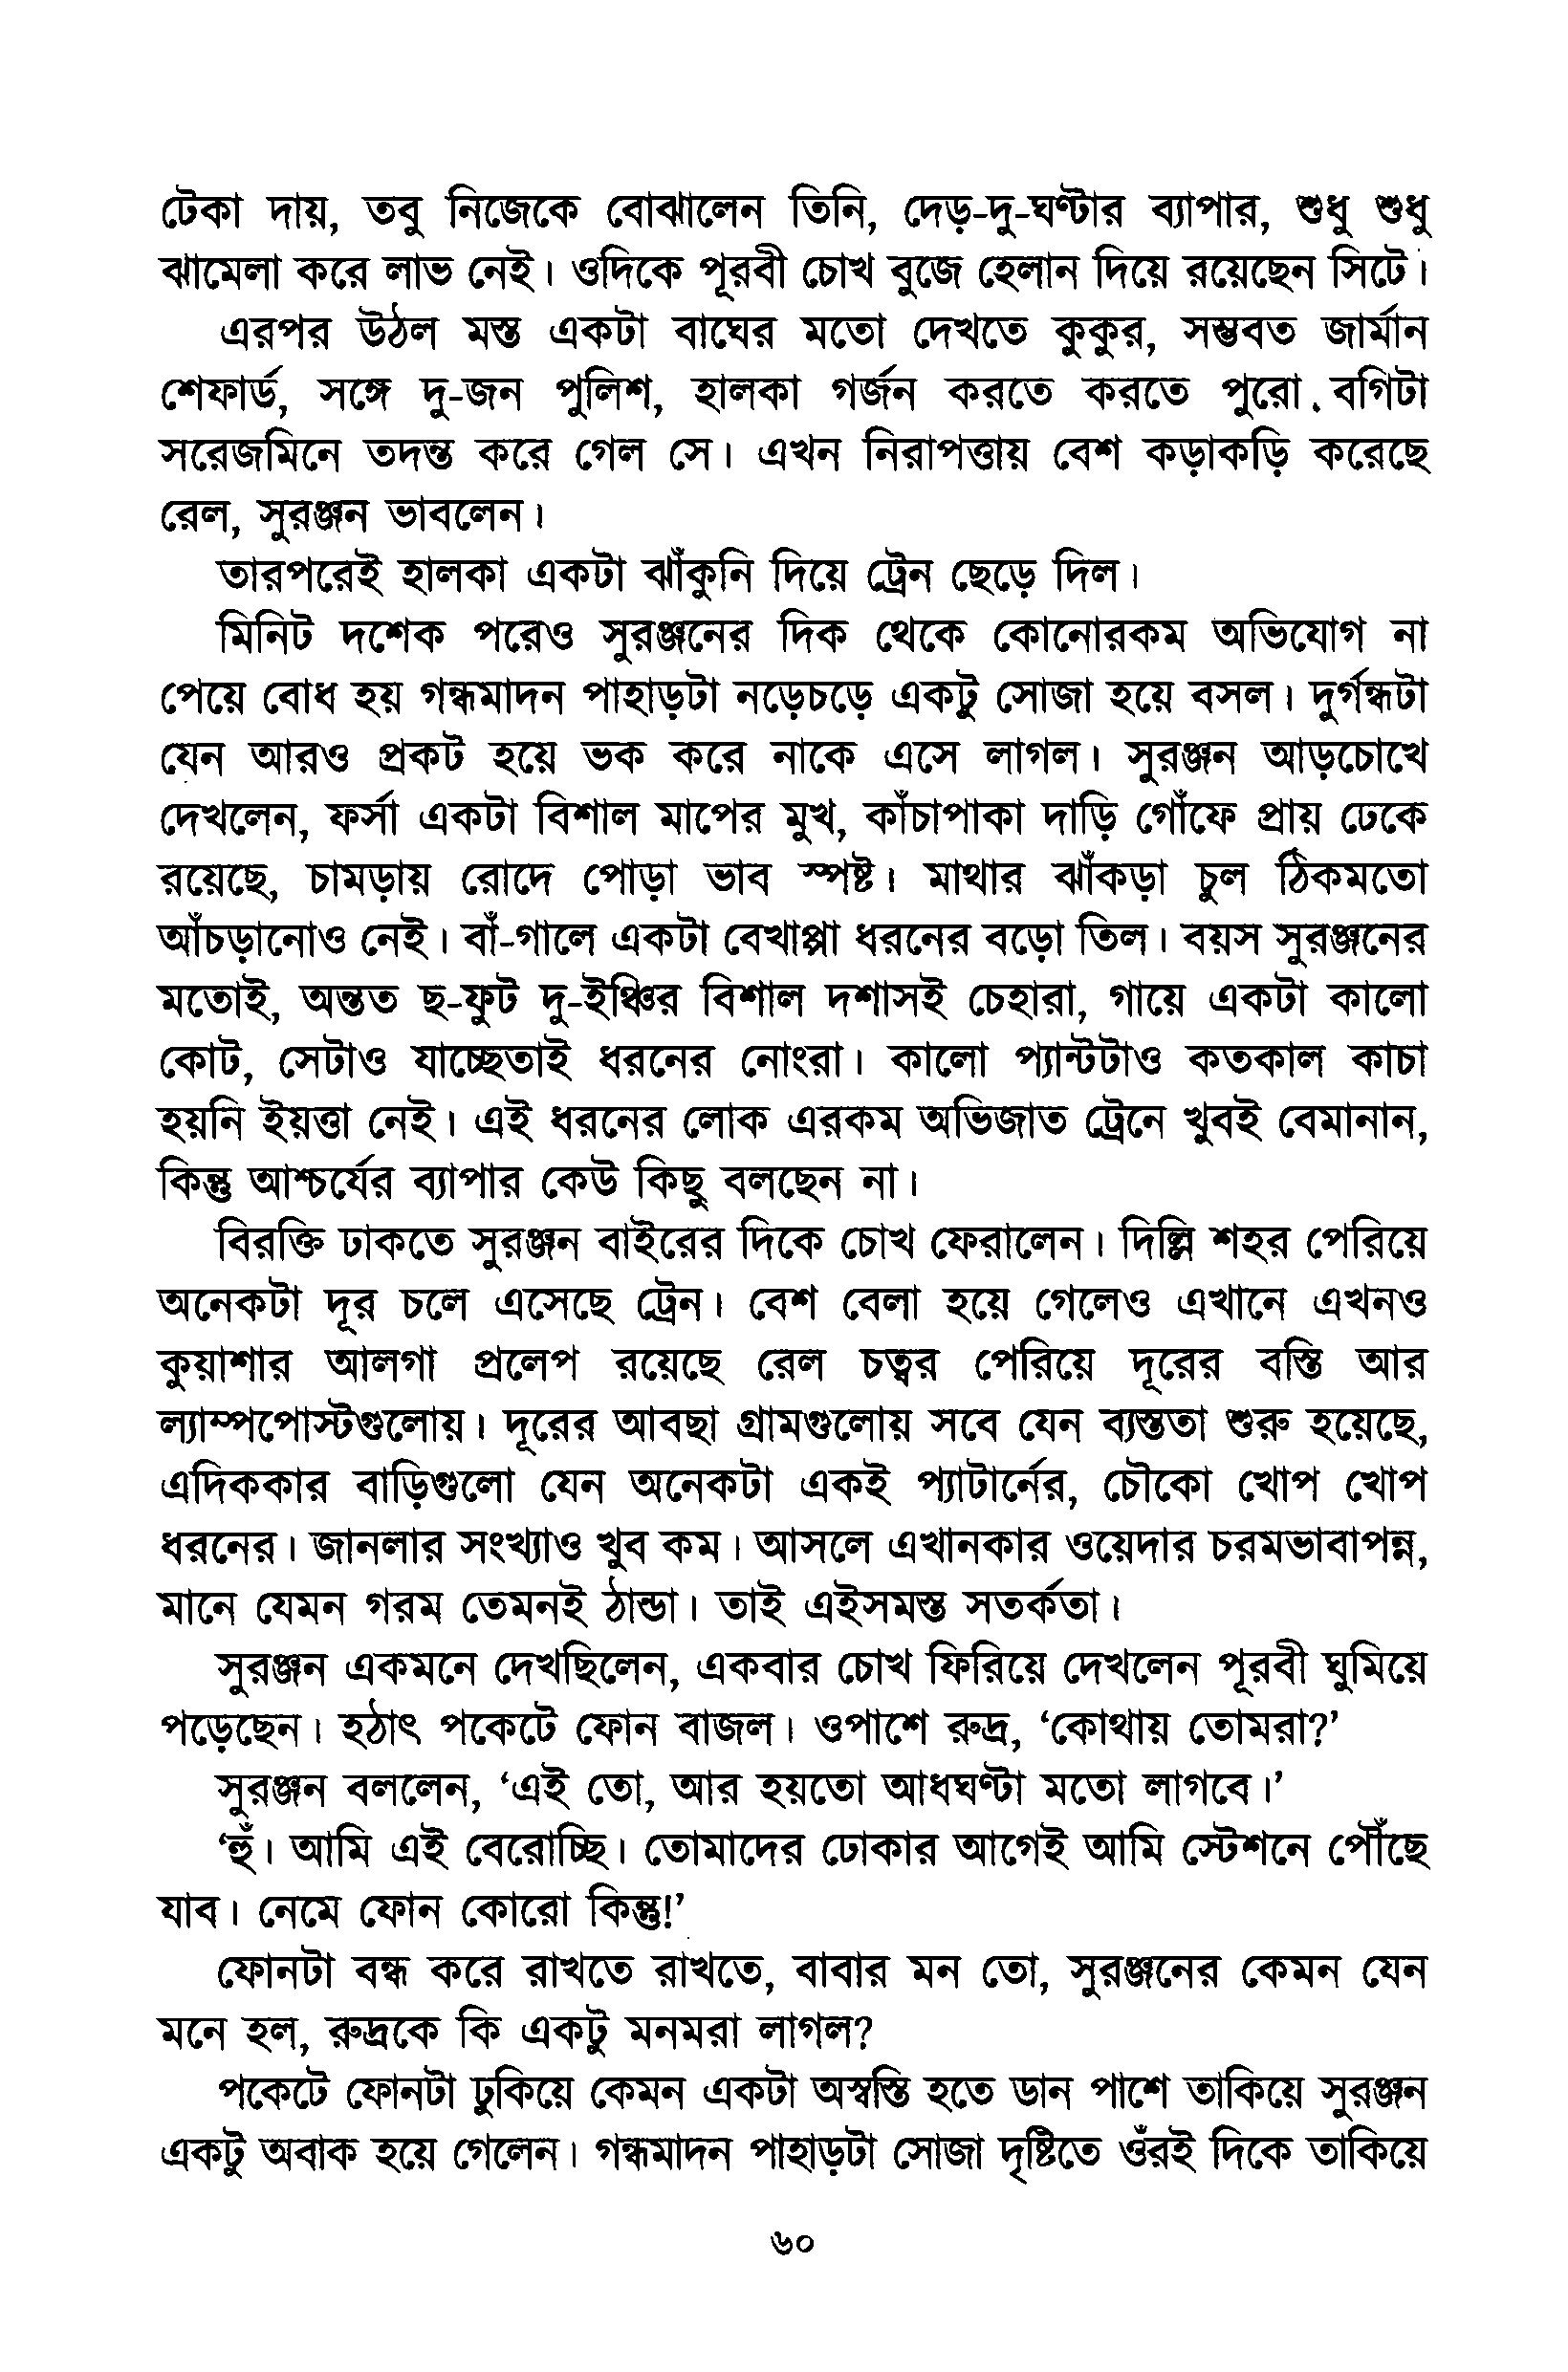 টেকা দায়, তবু নিজেকে বোঝালেন তিনি, দেড়-দু-ঘণ্টার ব্যাপার, শুধু শুধু
ঝামেলা করে লাভ নেই। ওদিকে পূরবী চোখ বুজে হেলান দিয়ে রয়েছেন সিটে।
এরপর উঠল মস্ত একটা বাঘের মতো দেখতে কুকুর, সম্ভবত জার্মান
শেফার্ড, সঙ্গে দু-জন পুলিশ, হালকা গর্জন করতে করতে পুরো বগিটা
সরেজমিনে তদন্ত করে গেল সে। এখন নিরাপত্তায় বেশ কড়াকড়ি করেছে
রেল, সুরঞ্জন ভাবলেন।
তারপরেই হালকা একটা ঝাঁকুনি দিয়ে ট্রেন ছেড়ে দিল।
মিনিট দশেক পরেও সুরঞ্জনের দিক থেকে কোনোরকম অভিযোগ না
পেয়ে বোধ হয় গন্ধমাদন পাহাড়টা নড়েচড়ে একটু সোজা হয়ে বসল। দুর্গন্ধটা
যেন আরও প্রকট হয়ে ভক করে নাকে এসে লাগল। সুরঞ্জন আড়চোখে
দেখলেন, ফর্সা একটা বিশাল মাপের মুখ, কাঁচাপাকা দাড়ি গোঁফে প্রায় ঢেকে
রয়েছে, চামড়ায় রোদে পোড়া ভাব স্পষ্ট। মাথার ঝাঁকড়া চুল ঠিকমতো
আঁচড়ানোও নেই। বাঁ-গালে একটা বেখাপ্পা ধরনের বড়ো তিল। বয়স সুরঞ্জনের
মতোই, অন্তত ছ-ফুট দু-ইঞ্চির বিশাল দশাসই চেহারা, গায়ে একটা কালো
কোট, সেটাও যাচ্ছেতাই ধরনের নোংরা। কালো প্যান্টটাও কতকাল কাচা
হয়নি ইয়ত্তা নেই। এই ধরনের লোক এরকম অভিজাত ট্রেনে খুবই বেমানান,
কিন্তু আশ্চর্যের ব্যাপার কেউ কিছু বলছেন না।
বিরক্তি ঢাকতে সুরঞ্জন বাইরের দিকে চোখ ফেরালেন। দিল্লি শহর পেরিয়ে
অনেকটা দূর চলে এসেছে ট্রেন। বেশ বেলা হয়ে গেলেও এখানে এখনও
কুয়াশার আলগা প্রলেপ রয়েছে রেল চত্বর পেরিয়ে দূরের বস্তি আর
ল্যাম্পপোস্টগুলোয়। দূরের আবছা গ্রামগুলোয় সবে যেন ব্যস্ততা শুরু হয়েছে,
এদিককার বাড়িগুলো যেন অনেকটা একই প্যাটার্নের, চৌকো খোপ খোপ
ধরনের। জানলার সংখ্যাও খুব কম। আসলে এখানকার ওয়েদার চরমভাবাপন্ন,
মানে যেমন গরম তেমনই ঠান্ডা। তাই এইসমস্ত সতর্কতা।
সুরঞ্জন একমনে দেখছিলেন, একবার চোখ ফিরিয়ে দেখলেন পূরবী ঘুমিয়ে
পড়েছেন। হঠাৎ পকেটে ফোন বাজল। ওপাশে রুদ্র, ‘কোথায় তোমরা?’
সুরঞ্জন বললেন, ‘এই তো, আর হয়তো আধঘণ্টা মতো লাগবে।’
‘হুঁ। আমি এই বেরোচ্ছি। তোমাদের ঢোকার আগেই আমি স্টেশনে পৌঁছে
যাব। নেমে ফোন কোরো কিন্তু!’
ফোনটা বন্ধ করে রাখতে রাখতে, বাবার মন তো, সুরঞ্জনের কেমন যেন
মনে হল, রুদ্রকে কি একটু মনমরা লাগল?
পকেটে ফোনটা ঢুকিয়ে কেমন একটা অস্বস্তি হতে ডান পাশে তাকিয়ে সুরঞ্জন
একটু অবাক হয়ে গেলেন। গন্ধমাদন পাহাড়টা সোজা দৃষ্টিতে ওঁরই দিকে তাকিয়ে
৬০